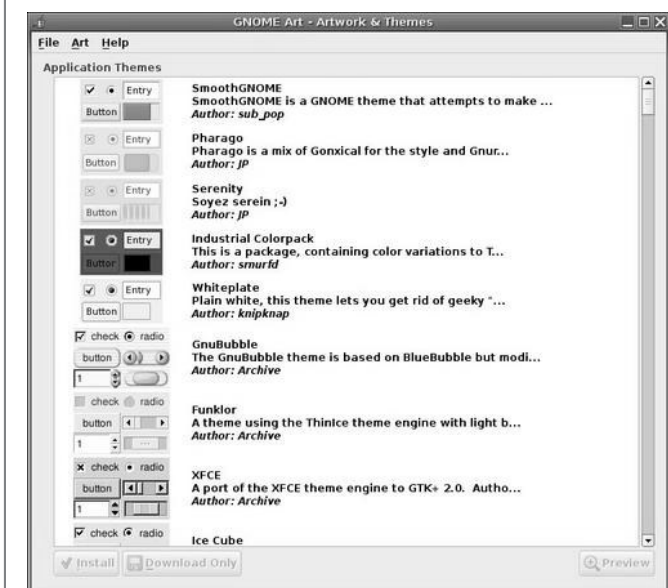 GNOME Art - Artwork & Themes
File Art Help
Application Themes
Entry
Button
SmoothGNOME
SmoothGNOME is a GNOME theme that attempts to make ...
Author: sub_pop
Entry
Button
Pharago
Pharago is a mix of Gonxical for the style and Gnur...
Author: JP
Entry
Button
Serenity
Soyez serein ;-)
Author: JP
Entry
Button
Industrial Colorpack
This is a package, containing color variations to T...
Author: smurfd
Entry
Button
Whiteplate
Plain white, this theme lets you get rid of geeky "...
Author: knipknap
check radio
button
1
GnuBubble
The GnuBubble theme is based on BlueBubble but modi...
Author: Archive
check radio
button
1
Funklor
A theme using the ThinIce theme engine with light b...
Author: Archive
check radio
button
1
XFCE
A port of the XFCE theme engine to GTK+ 2.0. Autho...
Author: Archive
check radio
Ice Cube
Install Download Only Preview